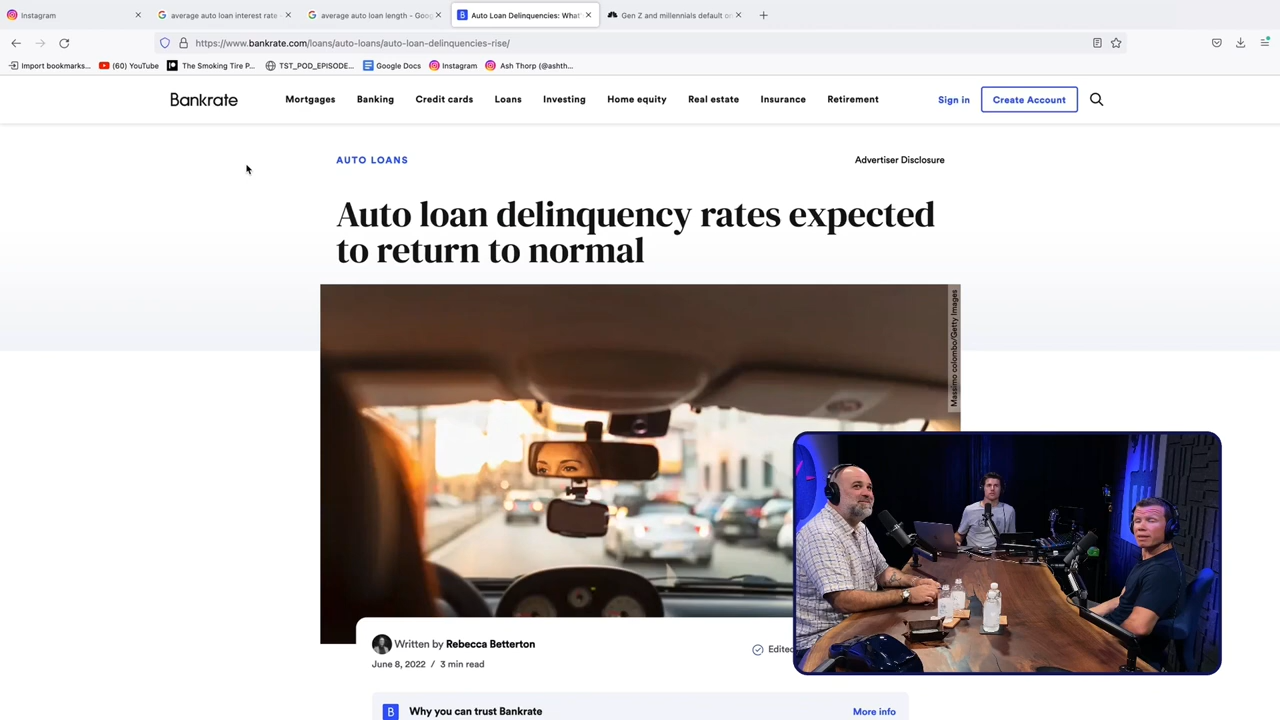 Instagram
average auto loan interest rate
average auto loan length – Goog
Auto Loan Delinquencies: What'
Gen Z and millennials default o
https://www.bankrate.com/loans/auto-loans/auto-loan-delinquencies-rise/
Import bookmarks...
(60) YouTube
The Smoking Tire P...
TST_POD_EPISODE...
Google Docs
Instagram
Ash Thorp (@ashth...
Bankrate
Mortgages
Banking
Credit cards
Loans
Investing
Home equity
Real estate
Insurance
Retirement
Sign in
Create Account
AUTO LOANS
Advertiser Disclosure
Auto loan delinquency rates expected
to return to normal
Massimo colombo/Getty Images
Written by Rebecca Betterton
June 8, 2022 / 3 min read
Edited
B Why you can trust Bankrate
More info